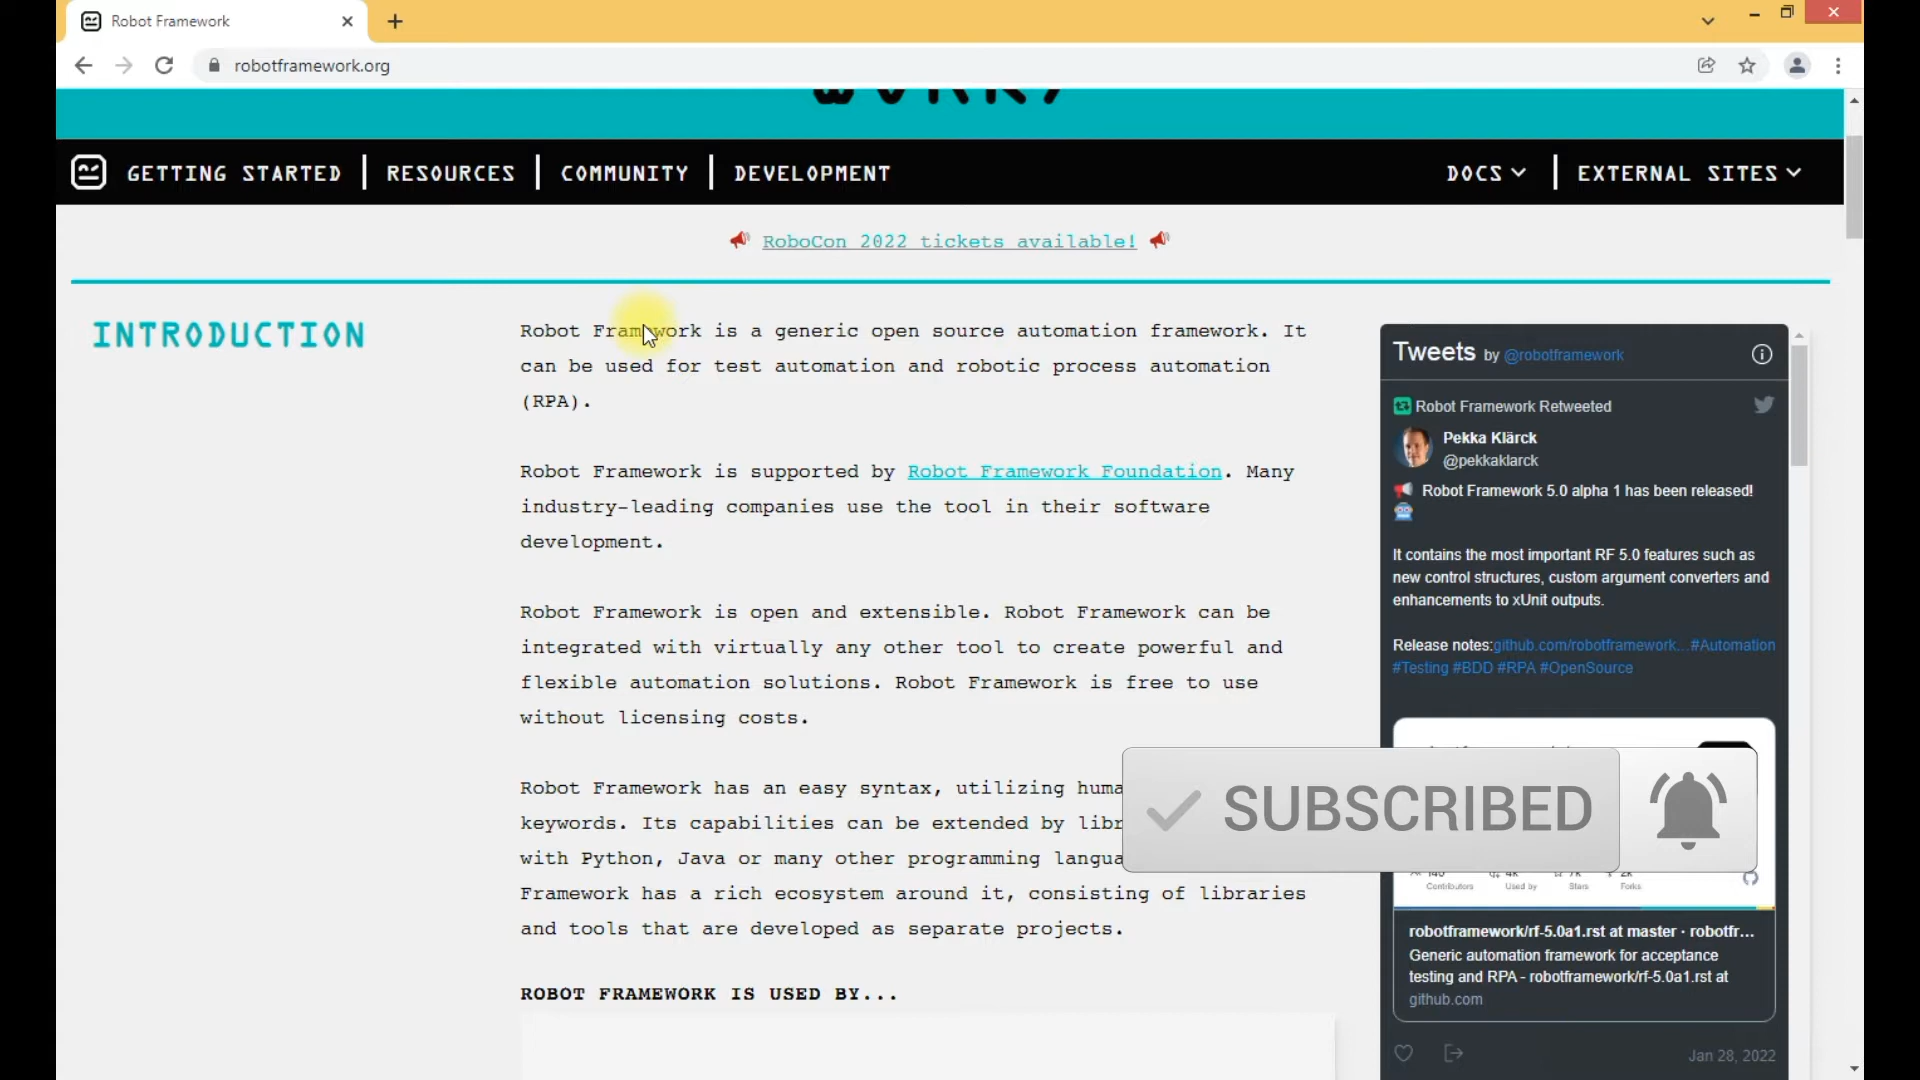 Robot Framework
robotframework.org
GETTING STARTED
RESOURCES
COMMUNITY
DEVELOPMENT
DOCS
EXTERNAL SITES
RoboCon 2022 tickets available!
INTRODUCTION
Robot Framework is a generic open source automation framework. It
can be used for test automation and robotic process automation
(RPA).
Robot Framework is supported by Robot Framework Foundation. Many
industry-leading companies use the tool in their software
development.
Robot Framework is open and extensible. Robot Framework can be
integrated with virtually any other tool to create powerful and
flexible automation solutions. Robot Framework is free to use
without licensing costs.
Robot Framework has an easy syntax, utilizing
keywords. Its capabilities can be extended by
with Python, Java or many other programming
Framework has a rich ecosystem around it, consisting of libraries
and tools that are developed as separate projects.
ROBOT FRAMEWORK IS USED BY...
Tweets by @robotframework
Robot Framework Retweeted
Pekka Klärck
@pekkaklarck
Robot Framework 5.0 alpha 1 has been released!
It contains the most important RF 5.0 features such as
new control structures, custom argument converters and
enhancements to xUnit outputs.
Release notes:github.com/robotframework…#Automation
#Testing #BDD #RPA #OpenSource
SUBSCRIBED
Contributors
Used by
Stars
Forks
robotframework/rf-5.0a1.rst at master · robotfr...
Generic automation framework for acceptance
testing and RPA - robotframework/rf-5.0a1.rst at
github.com
Jan 28, 2022